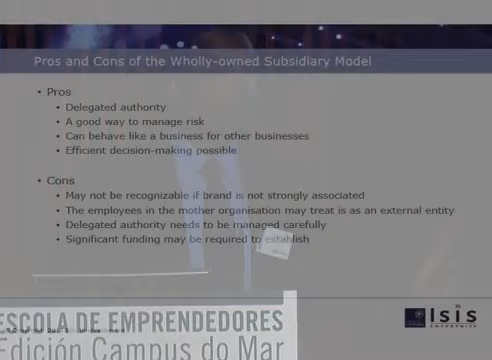 Pros and Cons of the Wholly-owned Subsidiary Model
• Pros
• Delegated authority
• A good way to manage risk
• Can behave like a business for other businesses
• Efficient decision-making possible
• Cons
• May not be recognizable if brand is not strongly associated
• The employees in the mother organisation may treat is as an external entity
• Delegated authority needs to be managed carefully
• Significant funding may be required to establish
Isis
ESCOLA DE EMPRENDEDORES
Edición Campus do Mar